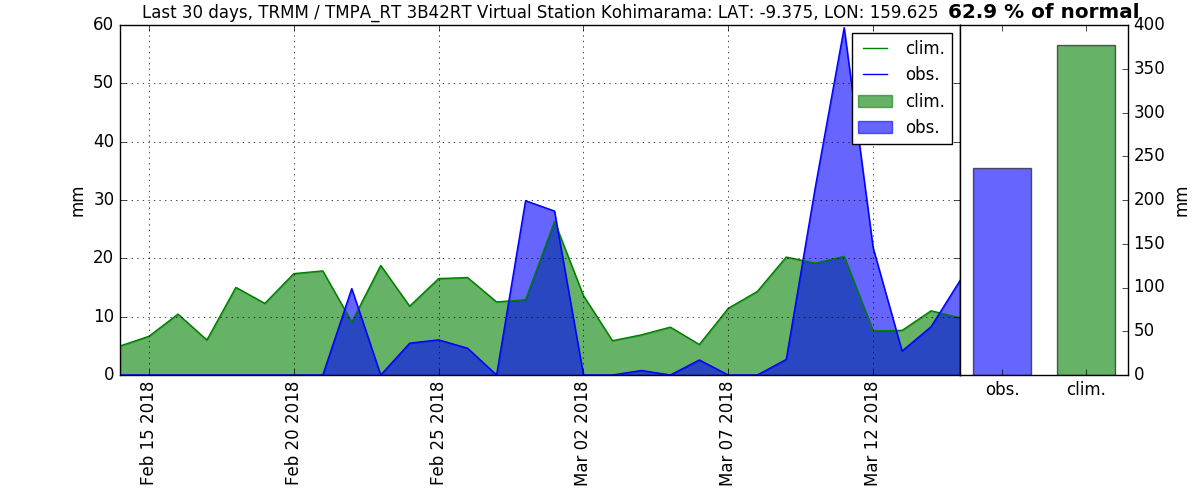 Last 30 days, TRMM / TMPA_RT 3B42RT Virtual Station Kohimarama: LAT: -9.375, LON: 159.625 62.9 % of normal
60
50
40
30
20
10
0
mm
clim.
obs.
clim.
obs.
Feb 15 2018
Feb 20 2018
Feb 25 2018
Mar 02 2018
Mar 07 2018
Mar 12 2018
400
350
300
250
200
150
100
50
0
mm
obs. clim.